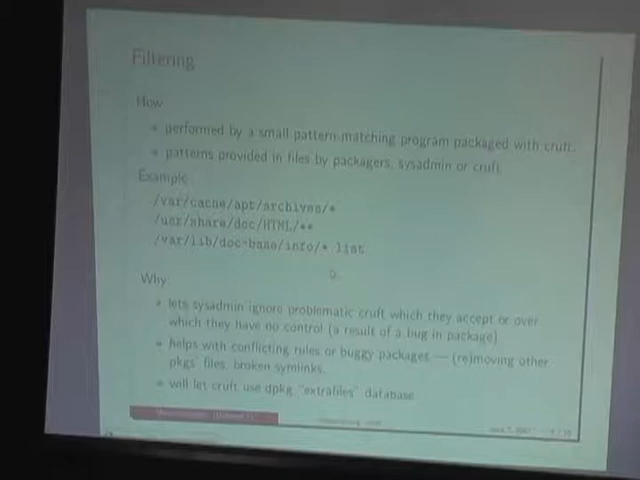 Filtering
How
performed by a small pattern-matching program packaged with cruft.
patterns provided in files by packagers, sysadmin or cruft
Example
/var/cache/apt/archives/*
/usr/share/doc/HTML/**
/var/lib/doc-base/info/*.list
Why
lets sysadmin ignore problematic cruft which they accept or over
which they have no control (a result of a bug in package)
helps with conflicting rules or buggy packages — (re)moving other
pkgs' files, broken symlinks,
will let cruft use dpkg "extrafiles" database